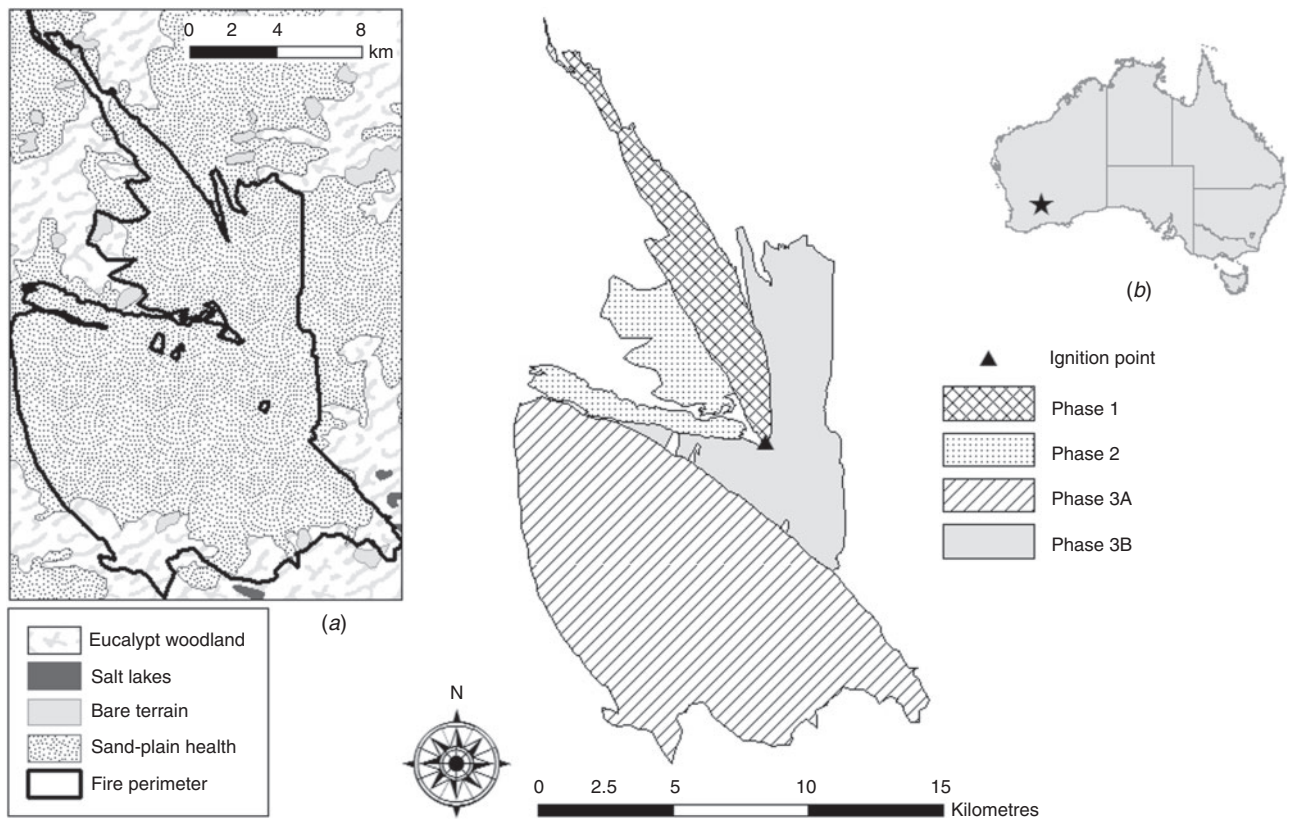 0 2 4 8
km
(a)
Eucalypt woodland
Salt lakes
Bare terrain
Sand-plain health
Fire perimeter
N
0 2.5 5 10 15
Kilometres
(b)
Ignition point
Phase 1
Phase 2
Phase 3A
Phase 3B